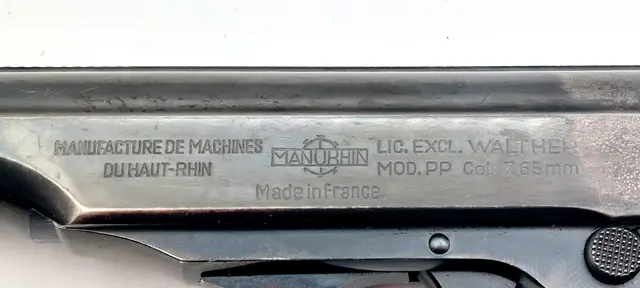 MANUFACTURE DE MACHINES
DU HAUT-RHIN
MANURHIN
LIC. EXCL. WALTHER
MOD. PP Cal. 7,65mm
Made in France